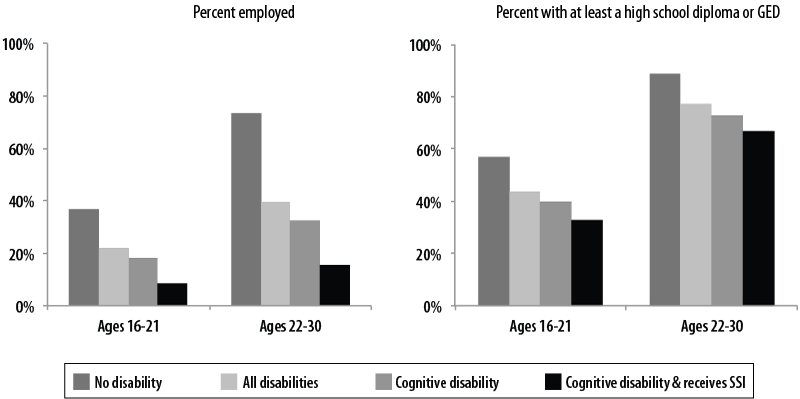 Percent employed
100%
80%
60%
40%
20%
0%
Ages 16-21
Ages 22-30
Percent with at least a high school diploma or GED
100%
80%
60%
40%
20%
0%
Ages 16-21
Ages 22-30
No disability
All disabilities
Cognitive disability
Cognitive disability & receives SSI